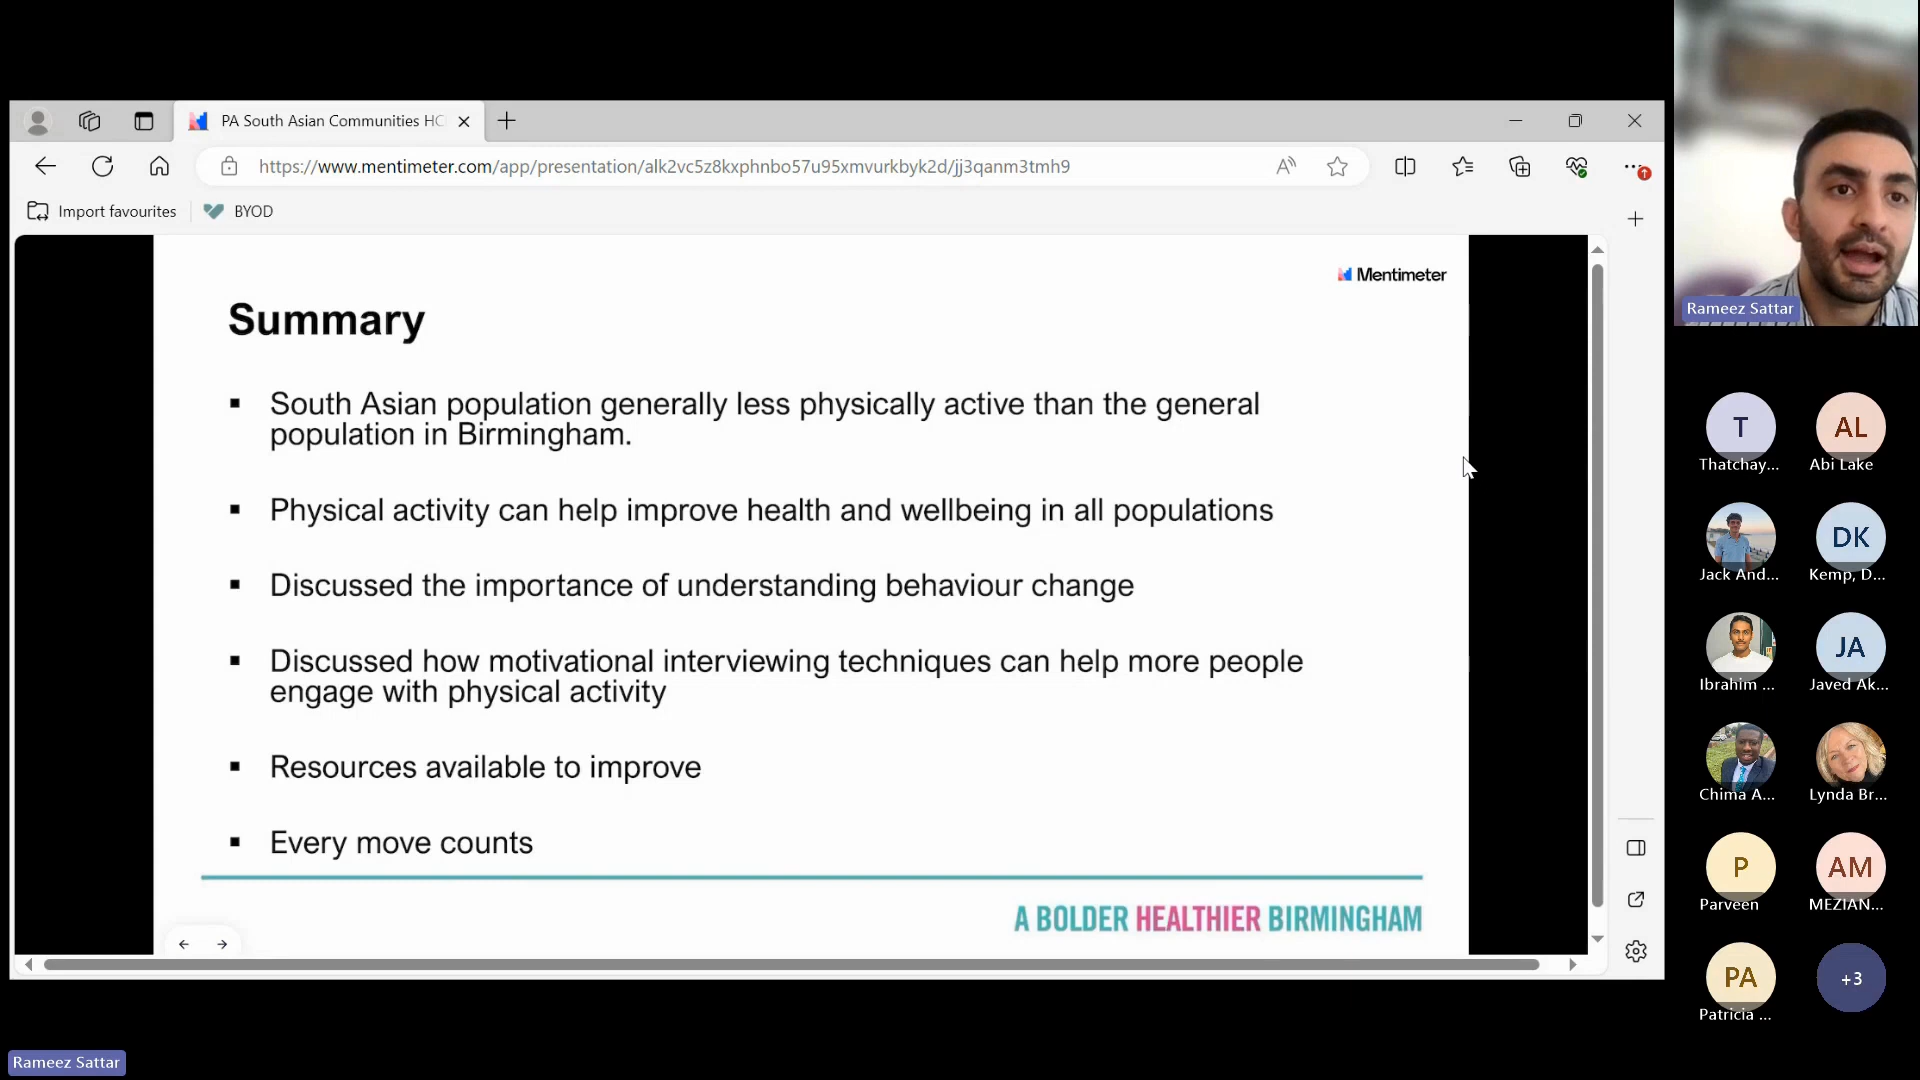 PA South Asian Communities HC
https://www.mentimeter.com/app/presentation/alk2vc5z8kxphnbo57u95xmvurkbyk2d/jj3qanm3tmh9
Import favourites
BYOD
Mentimeter
Summary
▪ South Asian population generally less physically active than the general
population in Birmingham.
▪ Physical activity can help improve health and wellbeing in all populations
▪ Discussed the importance of understanding behaviour change
▪ Discussed how motivational interviewing techniques can help more people
engage with physical activity
▪ Resources available to improve
▪ Every move counts
A BOLDER HEALTHIER BIRMINGHAM
Rameez Sattar
T
Thatchay...
AL
Abi Lake
Jack And...
DK
Kemp, D...
Ibrahim ...
JA
Javed Ak...
Chima A...
Lynda Br...
P
Parveen
AM
MEZIAN...
PA
Patricia ...
+3
Rameez Sattar